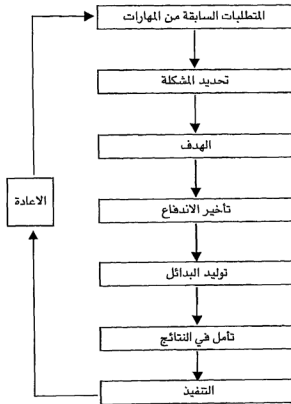 المتطلبات السابقة من المهارات
تحديد المشكلة
الهدف
تأخير الاندفاع
الاعادة
توليد البدائل
تأمل في النتائج
التنفيذ